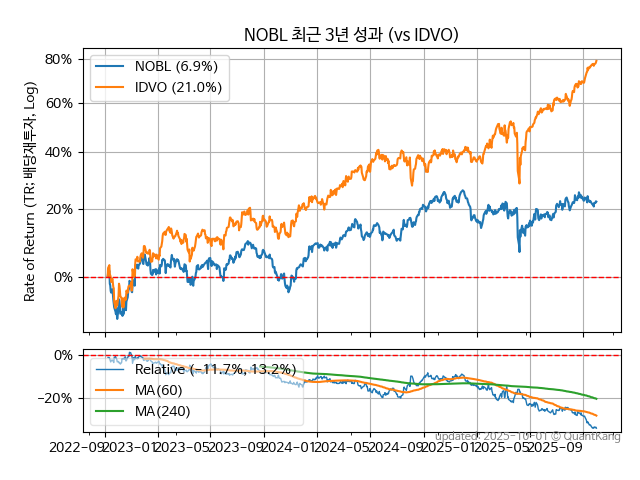 NOBL 최근 3년 성과 (vs IDVO)
Rate of Return (TR: 배당재투자, Log)
80%
60%
40%
20%
0%
NOBL (6.9%)
IDVO (21.0%)
0%
−20%
Relative (−11.7%, 13.2%)
MA(60)
MA(240)
2022-09 2023-01 2023-05 2023-09 2024-01 2024-05 2024-09 2025-01 2025-05 2025-09
updated: 2025-10-01 © QuantKang